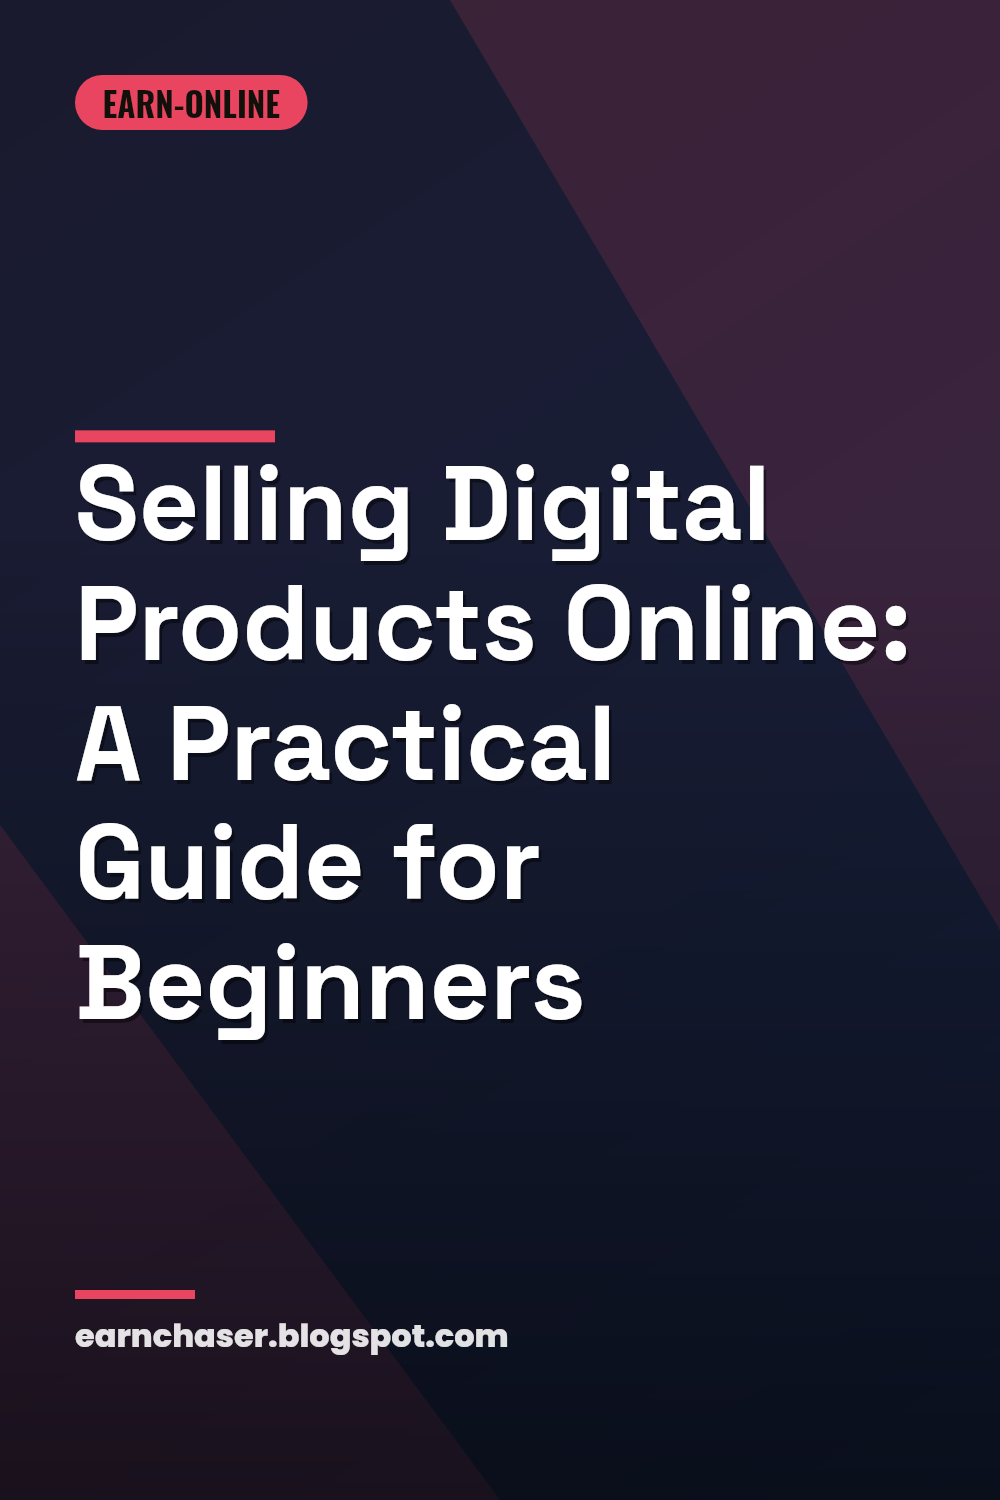 EARN-ONLINE
Selling Digital
Products Online:
A Practical
Guide for
Beginners
earnchaser.blogspot.com